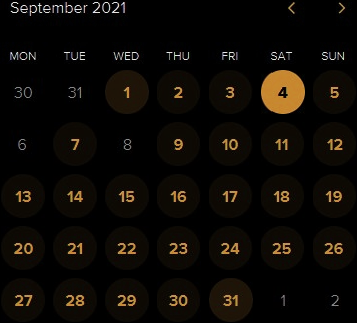 September 2021
MON TUE WED THU FRI SAT SUN
30 31 1 2 3 4 5
6 7 8 9 10 11 12
13 14 15 16 17 18 19
20 21 22 23 24 25 26
27 28 29 30 31 1 2